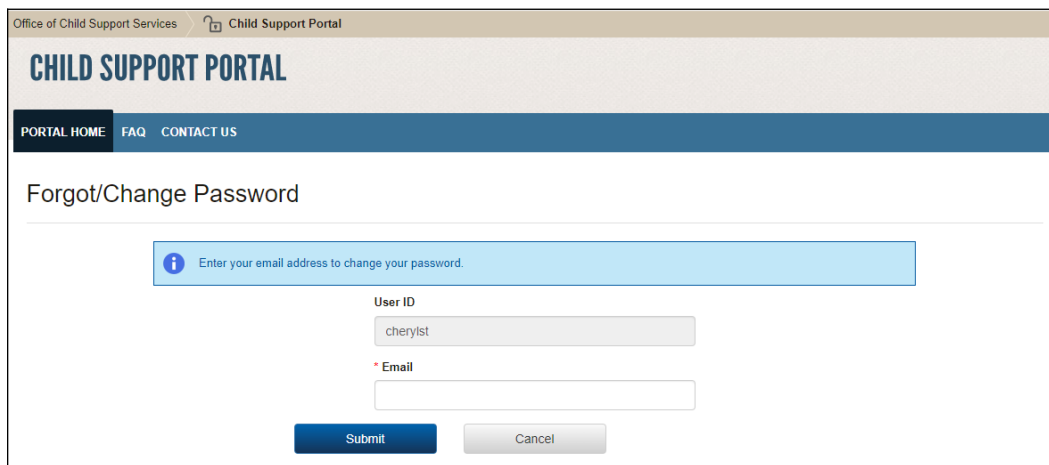 Office of Child Support Services Child Support Portal
CHILD SUPPORT PORTAL
PORTAL HOME FAQ CONTACT US
Forgot/Change Password
Enter your email address to change your password.
User ID
cherylst
* Email
Submit Cancel